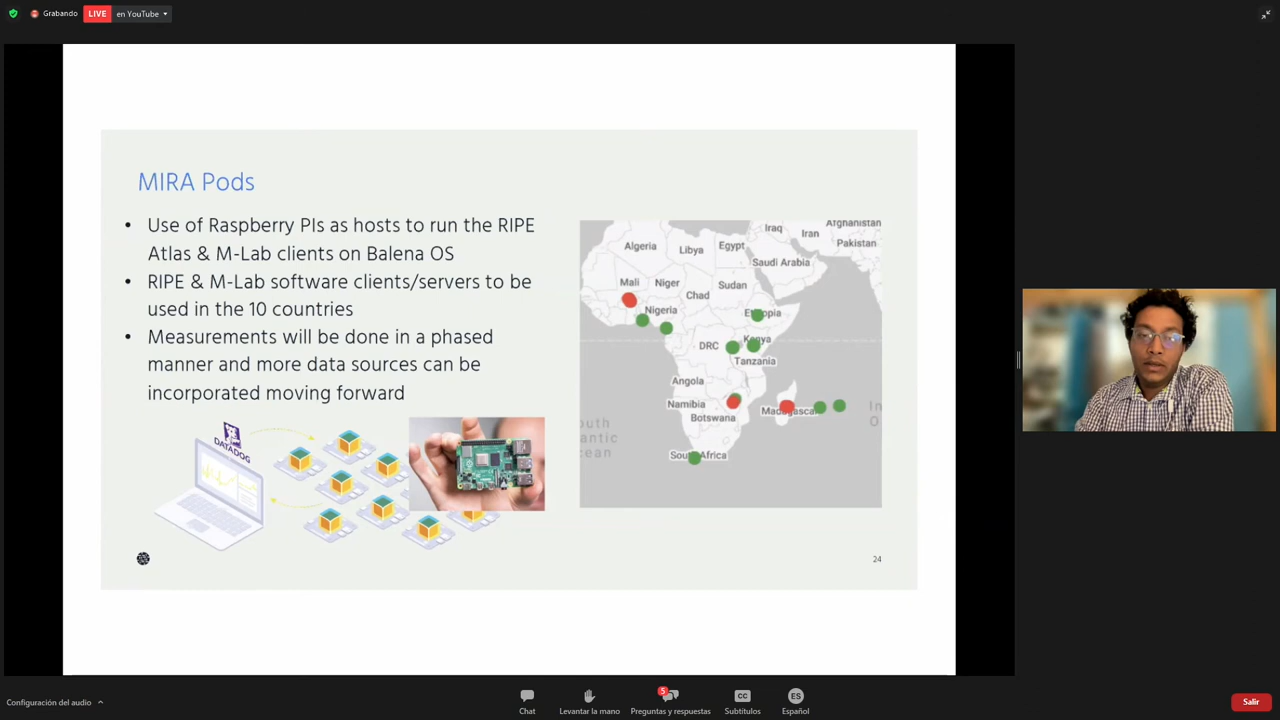 Grabando
LIVE
en YouTube
MIRA Pods
• Use of Raspberry PIs as hosts to run the RIPE
Atlas & M-Lab clients on Balena OS
• RIPE & M-Lab software clients/servers to be
used in the 10 countries
• Measurements will be done in a phased
manner and more data sources can be
incorporated moving forward
DATADOG
Afghanistan
Iraq
Iran
Algeria
Libya
Egypt
Pakistan
Saudi Arabia
Mali
Niger
Sudan
Chad
Nigeria
Ethiopia
DRC
Kenya
Tanzania
Angola
Namibia
Madagascar
Botswana
South Africa
24
Configuración del audio
Chat
Levantar la mano
5
Preguntas y respuestas
CC
Subtítulos
ES
Español
Salir